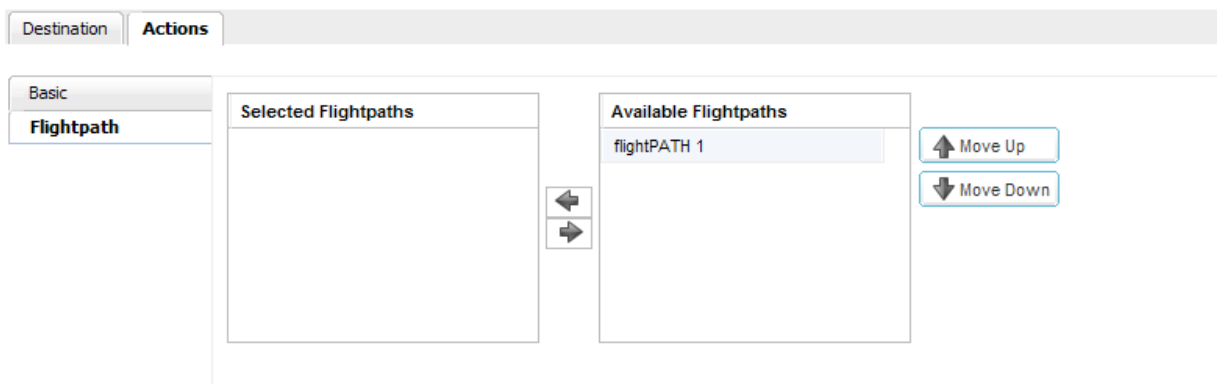 Destination Actions
Basic
Flightpath
Selected Flightpaths
Available Flightpaths
flightPATH 1
Move Up
Move Down